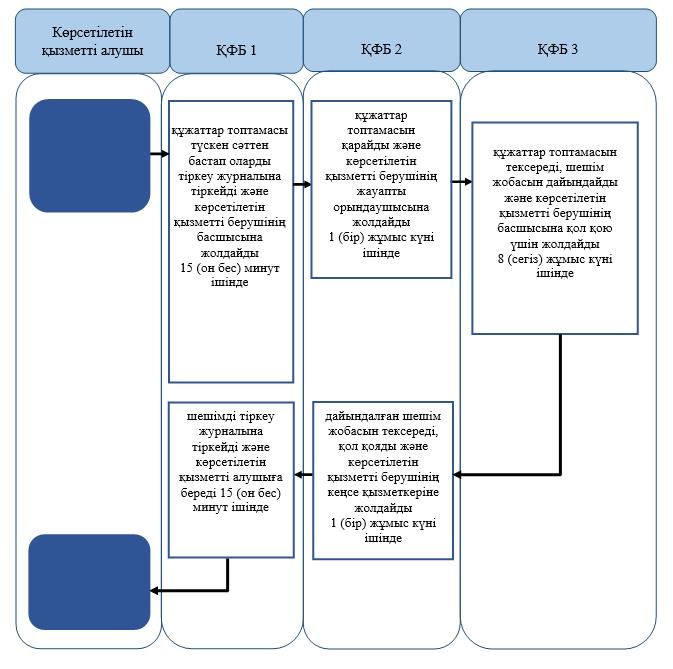 Көрсетілетін
қызметті алушы
ҚФБ 1
ҚФБ 2
ҚФБ 3
құжаттар топтамасы
түскен сәттен
бастап оларды
тіркеу журналына
тіркейді және
көрсетілетін
қызметті берушінің
басшысына
жолдайды
15 (он бес) минут
ішінде
құжаттар
топтамасын
қарайды және
көрсетілетін
қызметті берушінің
жауапты
орындаушысына
жолдайды
1 (бір) жұмыс күні
ішінде
құжаттар топтамасын
тексереді, шешім
жобасын дайындайды
және көрсетілетін
қызметті берушінің
басшысына қол қою
үшін жолдайды
8 (сегіз) жұмыс күні
ішінде
дайындалған шешім
жобасын тексереді,
қол қояды және
көрсетілетін
қызметті берушінің
кеңсе қызметкеріне
жолдайды
1 (бір) жұмыс күні
ішінде
шешімді тіркеу
журналына
тіркейді және
көрсетілетін
қызметті алушыға
береді 15 (он бес)
минут ішінде